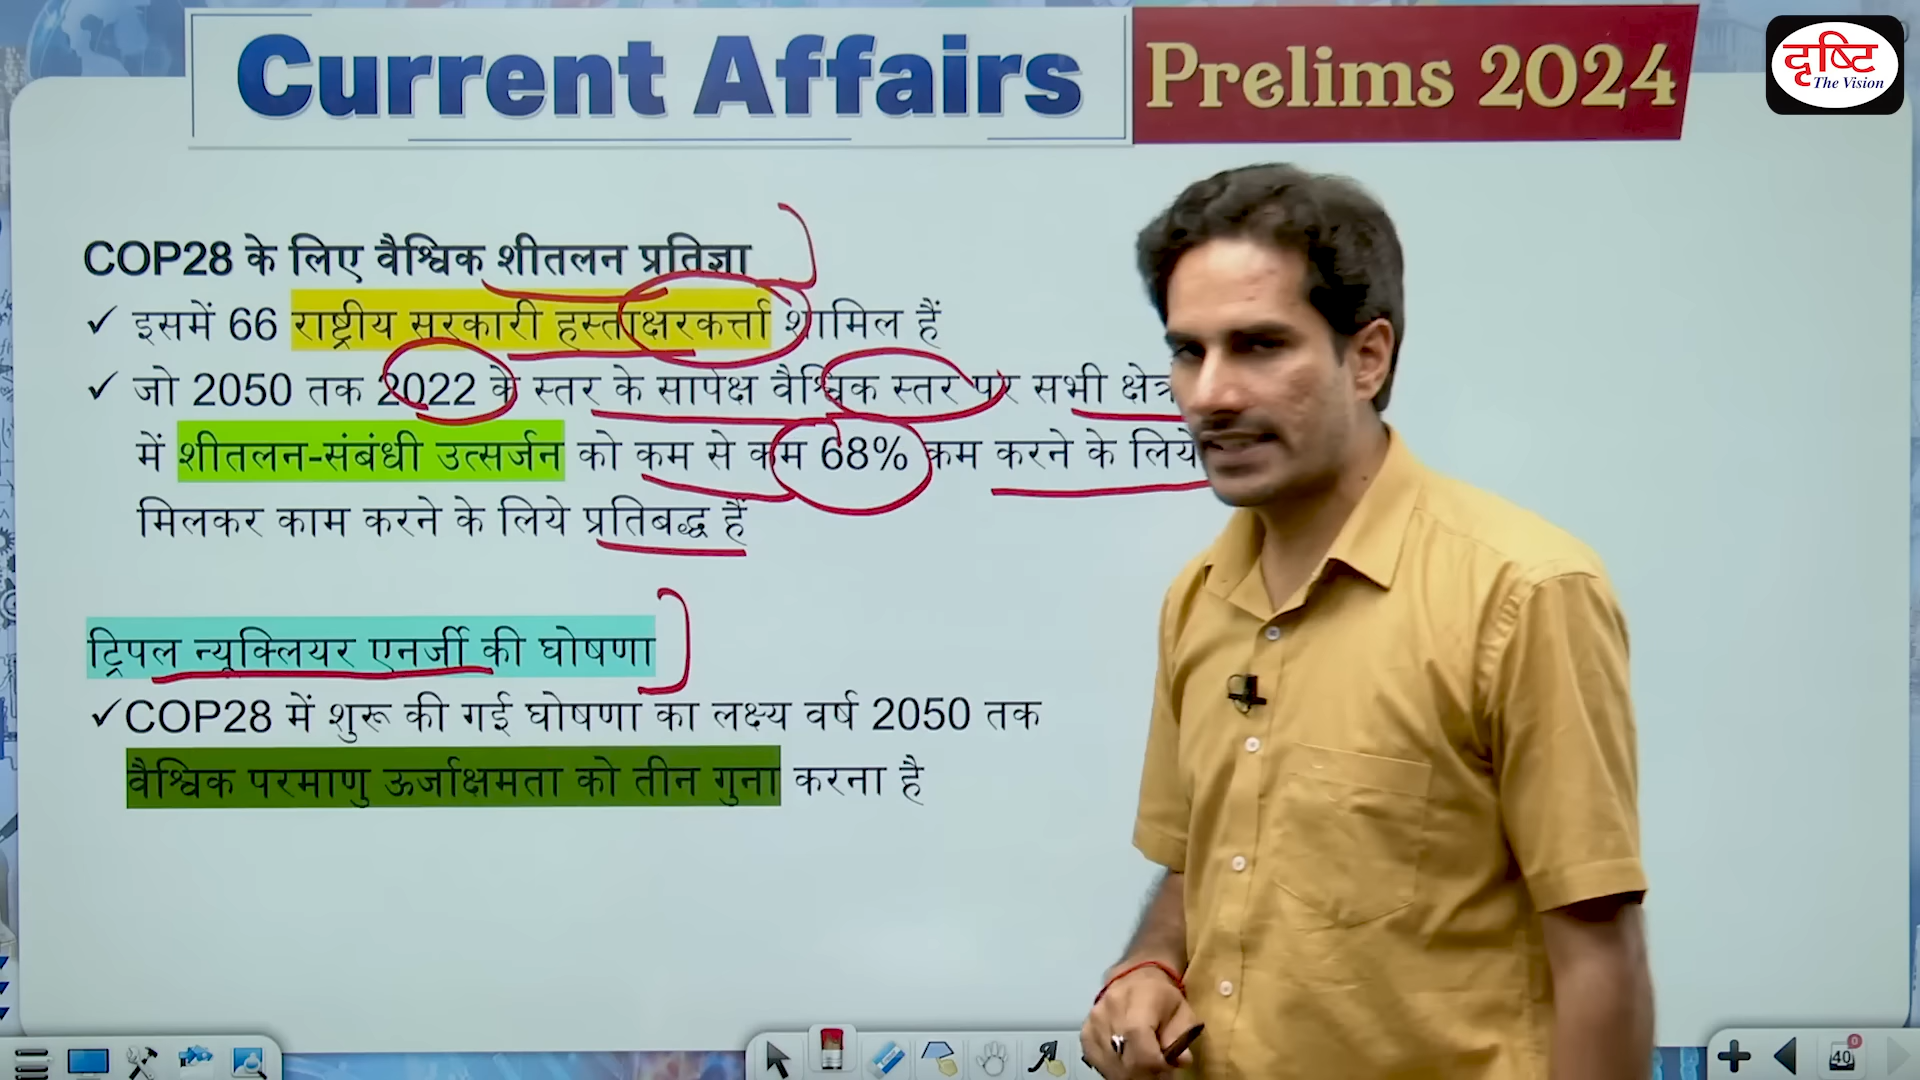 Current Affairs
Prelims 2024
दृष्टि
The Vision
COP28 के लिए वैश्विक शीतलन प्रतिज्ञा
✓ इसमें 66 राष्ट्रीय सरकारी हस्ताक्षरकर्त्ता शामिल हैं
✓ जो 2050 तक 2022 के स्तर के सापेक्ष वैश्विक स्तर पर सभी क्षेत्र
में शीतलन-संबंधी उत्सर्जन को कम से कम 68% कम करने के लिये
मिलकर काम करने के लिये प्रतिबद्ध हैं
ट्रिपल न्यूक्लियर एनर्जी की घोषणा
✓COP28 में शुरू की गई घोषणा का लक्ष्य वर्ष 2050 तक
वैश्विक परमाणु ऊर्जाक्षमता को तीन गुना करना है
0
40